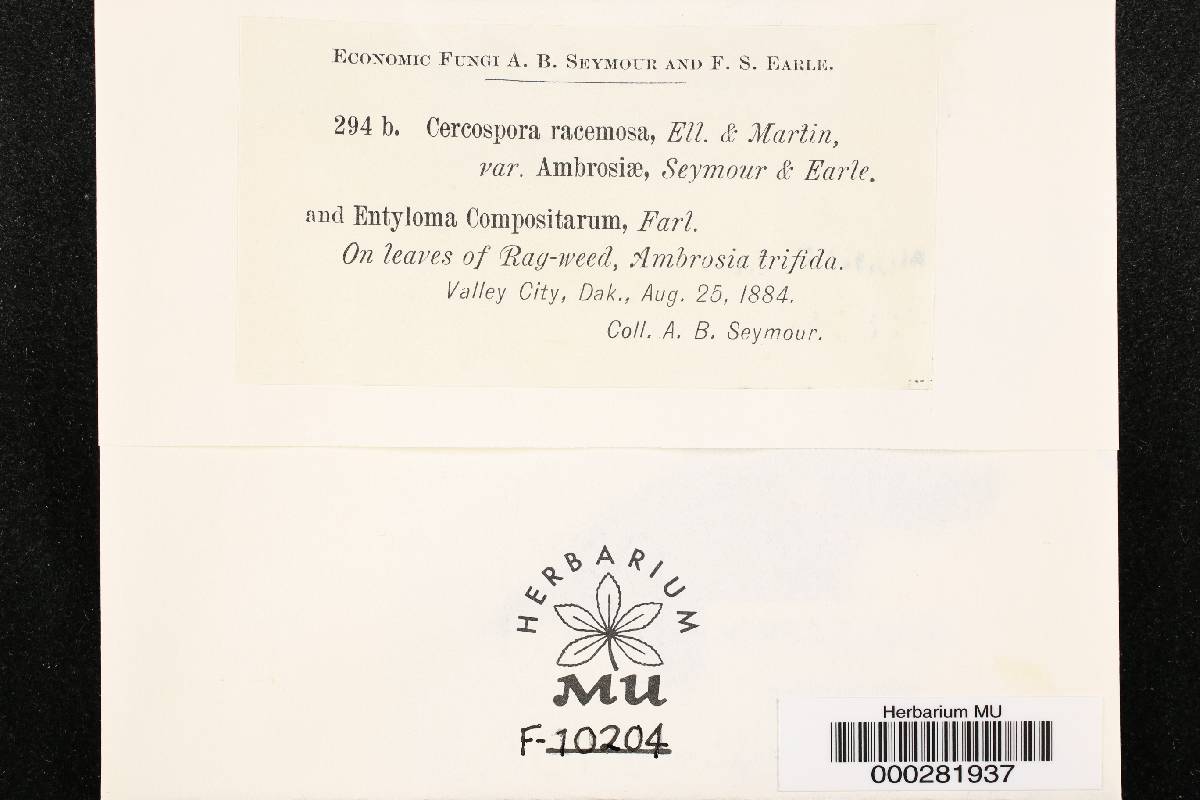 Economic Fungi A. B. Seymour and F. S. Earle.
294 b. Cercospora racemosa, Ell. & Martin,
var. Ambrosiæ, Seymour & Earle.
and Entyloma Compositarum, Farl.
On leaves of Rag-weed, Ambrosia trifida.
Valley City, Dak., Aug. 25, 1884.
Coll. A. B. Seymour.
HERBARIUM
MU
F-10204
Herbarium MU
000281937